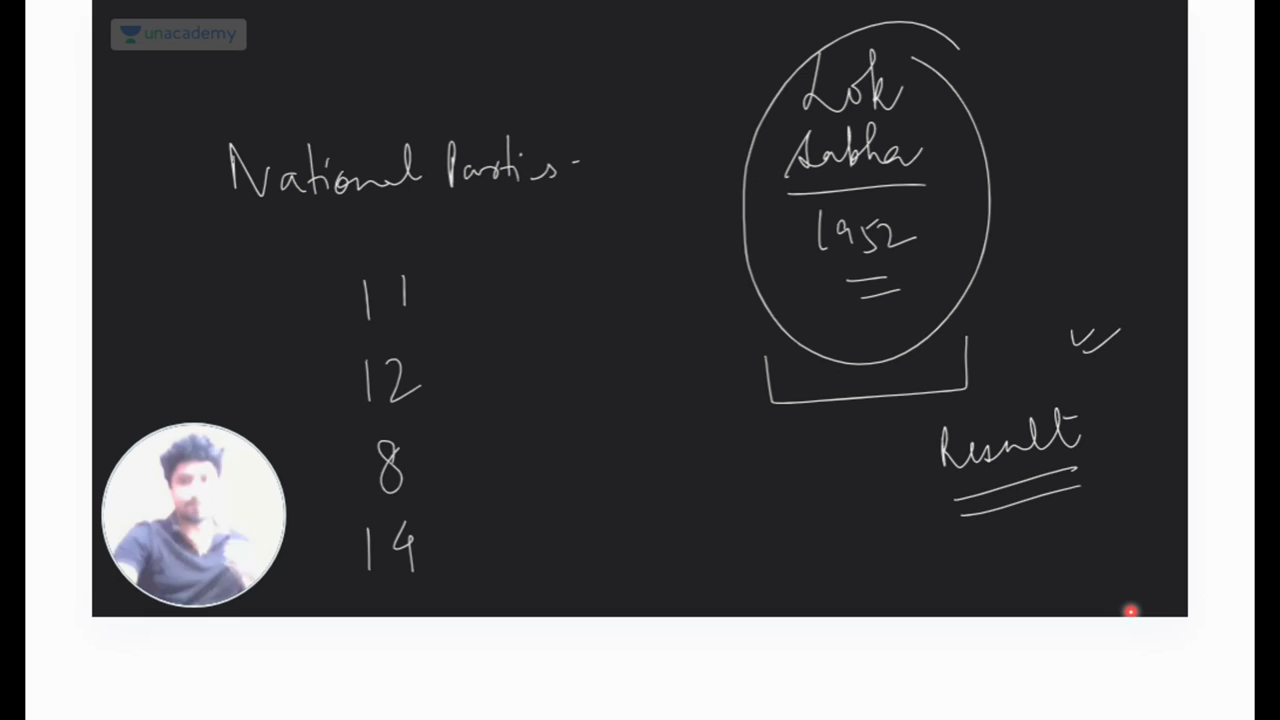 unacademy
National Parties -
11
12
8
14
Lok
Sabha
1952
Result